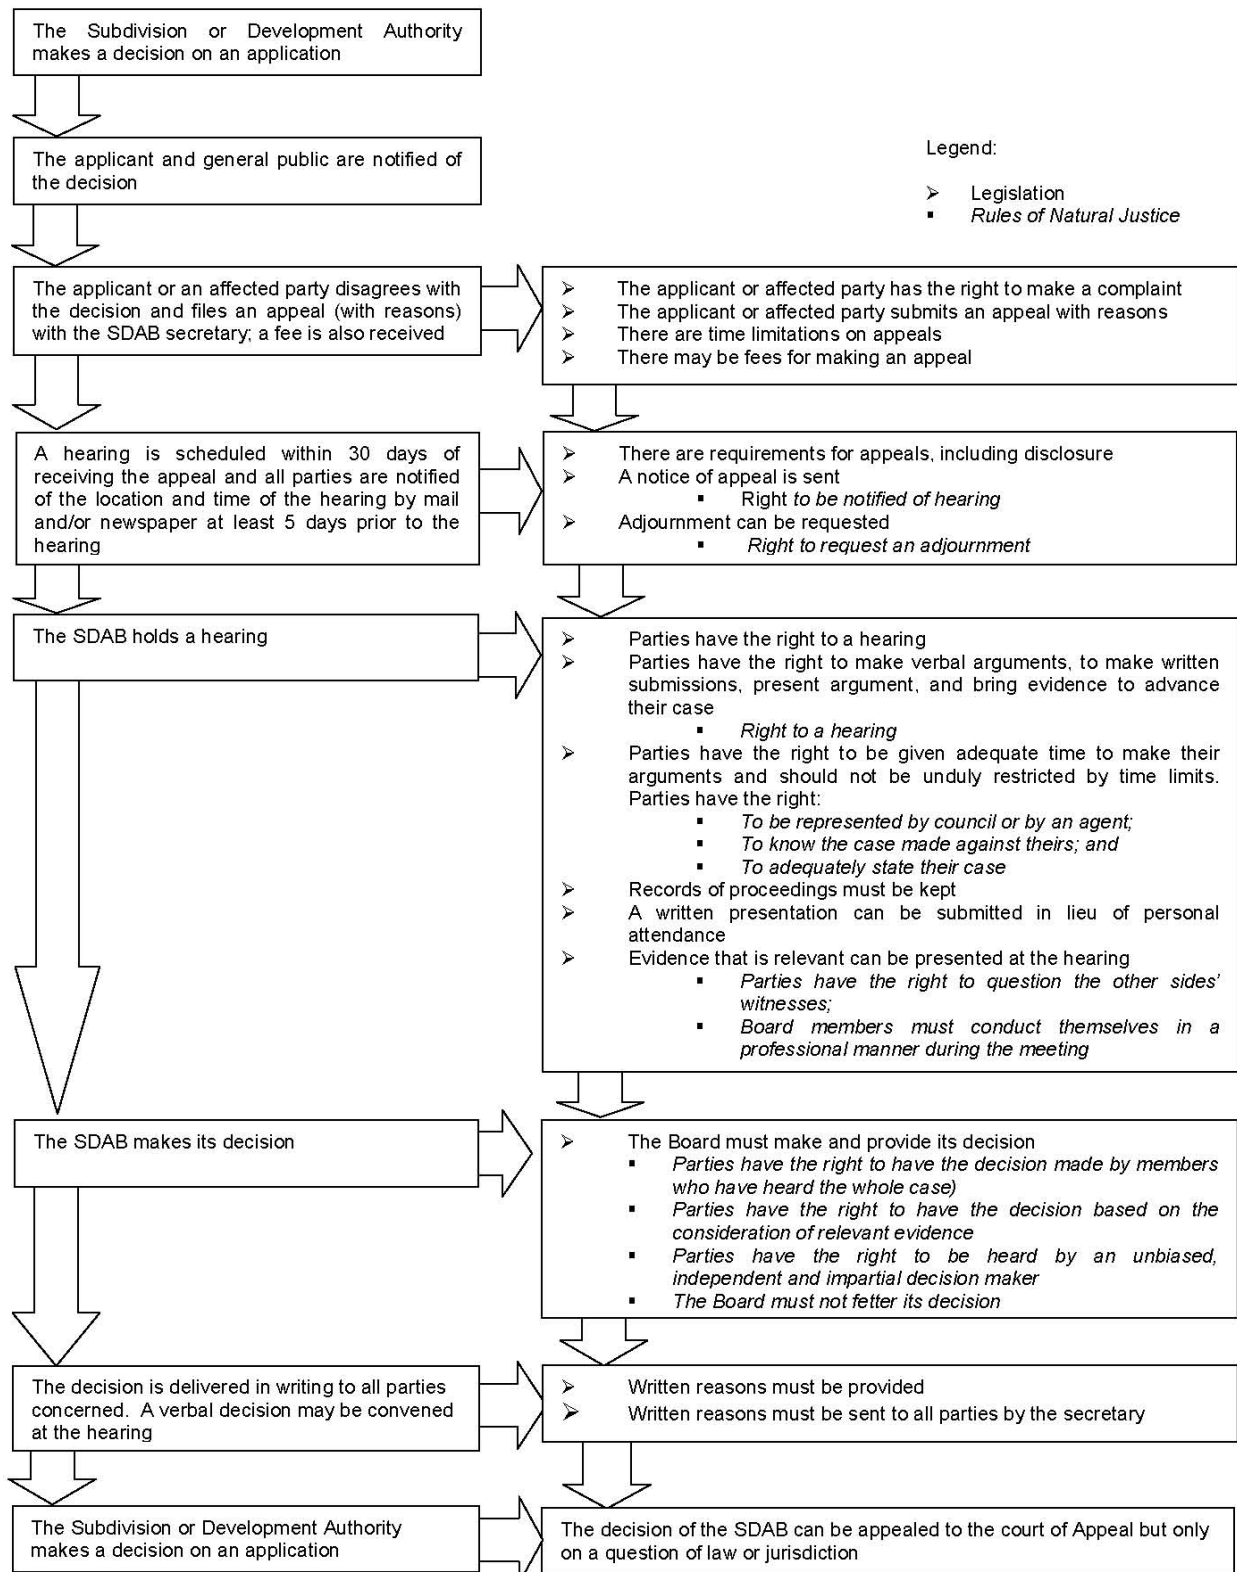 The Subdivision or Development Authority
makes a decision on an application
The applicant and general public are notified of
the decision
Legend:
➢ Legislation
▪ Rules of Natural Justice
The applicant or an affected party disagrees with
the decision and files an appeal (with reasons)
with the SDAB secretary; a fee is also received
➢ The applicant or affected party has the right to make a complaint
➢ The applicant or affected party submits an appeal with reasons
➢ There are time limitations on appeals
➢ There may be fees for making an appeal
A hearing is scheduled within 30 days of
receiving the appeal and all parties are notified
of the location and time of the hearing by mail
and/or newspaper at least 5 days prior to the
hearing
➢ There are requirements for appeals, including disclosure
➢ A notice of appeal is sent
▪ Right to be notified of hearing
➢ Adjournment can be requested
▪ Right to request an adjournment
The SDAB holds a hearing
➢ Parties have the right to a hearing
➢ Parties have the right to make verbal arguments, to make written
submissions, present argument, and bring evidence to advance
their case
▪ Right to a hearing
➢ Parties have the right to be given adequate time to make their
arguments and should not be unduly restricted by time limits.
Parties have the right:
▪ To be represented by council or by an agent;
▪ To know the case made against theirs; and
▪ To adequately state their case
➢ Records of proceedings must be kept
➢ A written presentation can be submitted in lieu of personal
attendance
➢ Evidence that is relevant can be presented at the hearing
▪ Parties have the right to question the other sides'
witnesses;
▪ Board members must conduct themselves in a
professional manner during the meeting
The SDAB makes its decision
➢ The Board must make and provide its decision
▪ Parties have the right to have the decision made by members
who have heard the whole case)
▪ Parties have the right to have the decision based on the
consideration of relevant evidence
▪ Parties have the right to be heard by an unbiased,
independent and impartial decision maker
▪ The Board must not fetter its decision
The decision is delivered in writing to all parties
concerned. A verbal decision may be convened
at the hearing
➢ Written reasons must be provided
➢ Written reasons must be sent to all parties by the secretary
The Subdivision or Development Authority
makes a decision on an application
The decision of the SDAB can be appealed to the court of Appeal but only
on a question of law or jurisdiction